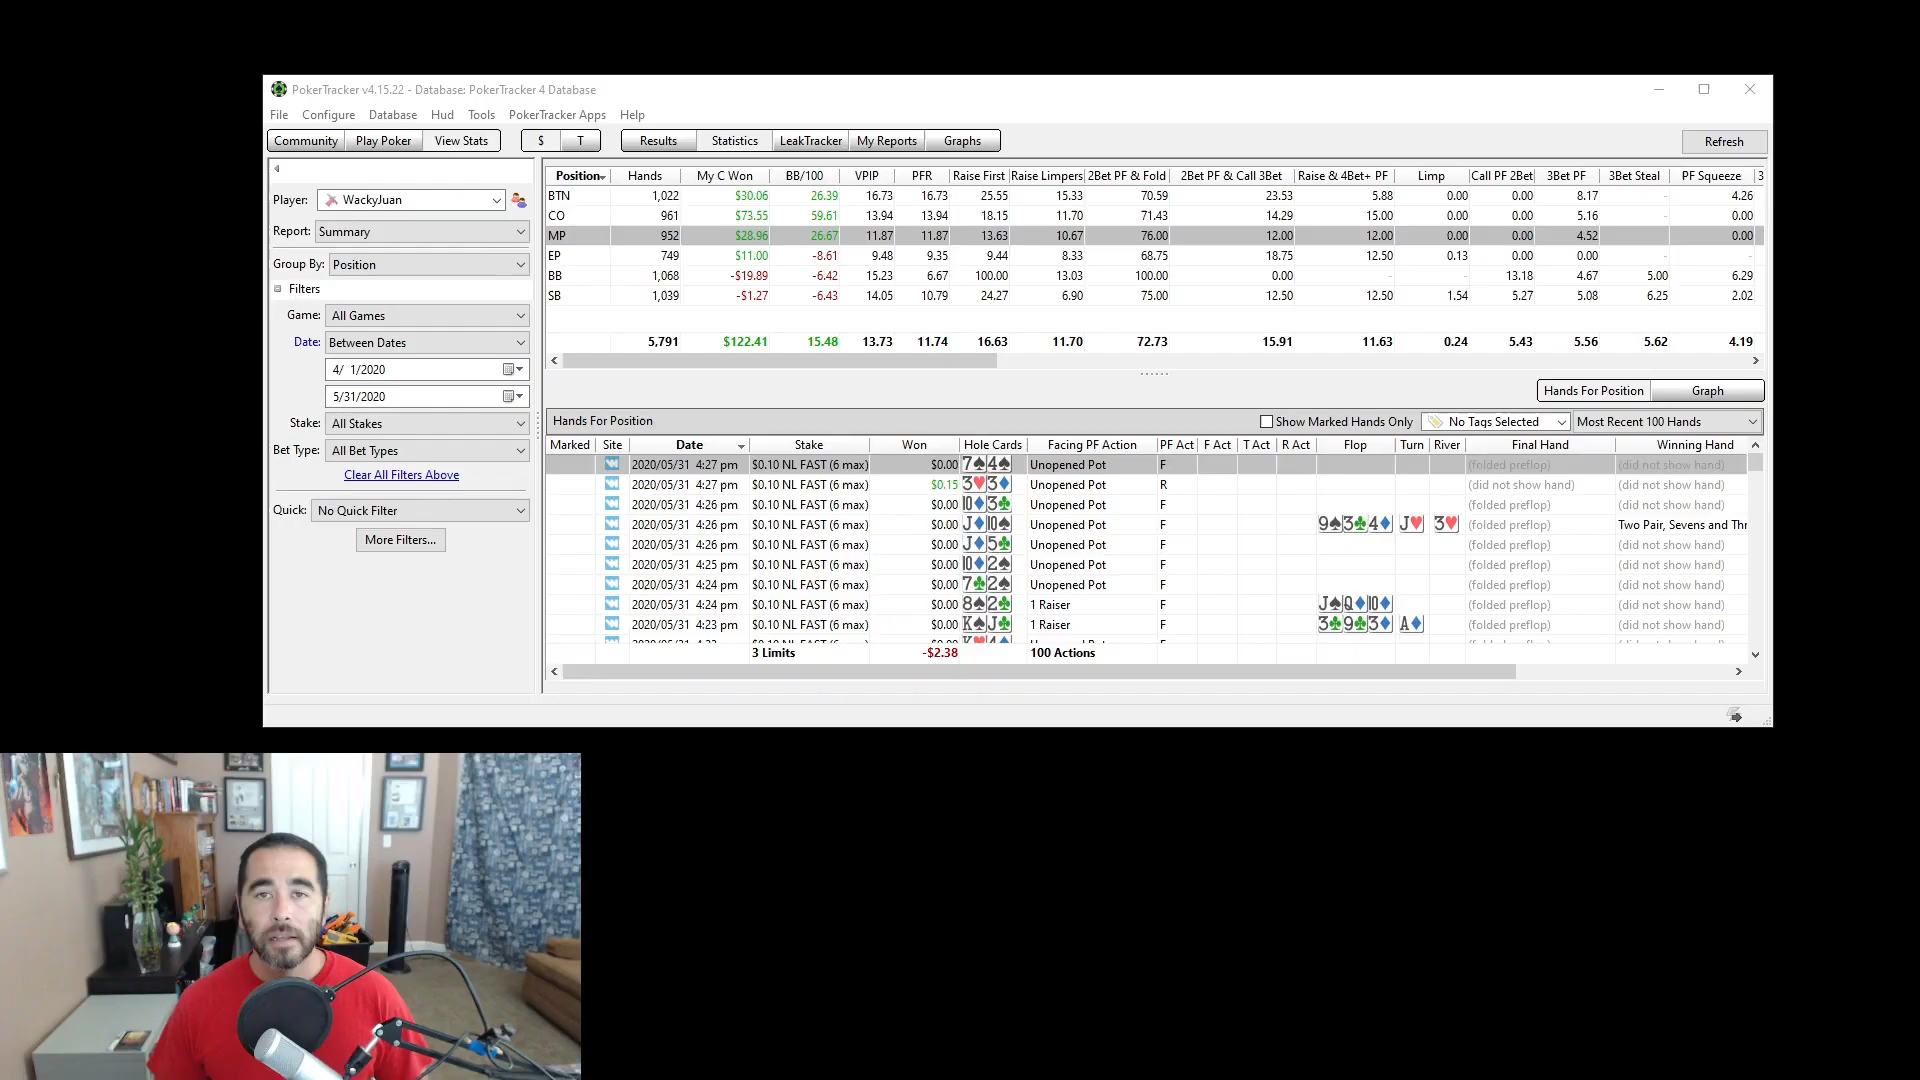 PokerTracker v4.15.22 - Database: PokerTracker 4 Database
File Configure Database Hud Tools PokerTracker Apps Help
Community Play Poker View Stats $ T Results Statistics LeakTracker My Reports Graphs Refresh
Player: WackyJuan
Report: Summary
Group By: Position
Filters
Game: All Games
Date: Between Dates
4/ 1/2020
5/31/2020
Stake: All Stakes
Bet Type: All Bet Types
Clear All Filters Above
Quick: No Quick Filter
More Filters...
Position Hands My C Won BB/100 VPIP PFR Raise First Raise Limpers 2Bet PF & Fold 2Bet PF & Call 3Bet Raise & 4Bet+ PF Limp Call PF 2Bet 3Bet PF 3Bet Steal PF Squeeze 3
BTN 1,022 $30.06 26.39 16.73 16.73 25.55 15.33 70.59 23.53 5.88 0.00 0.00 8.17 - 4.26
CO 961 $73.55 59.61 13.94 13.94 18.15 11.70 71.43 14.29 15.00 0.00 0.00 5.16 - 0.00
MP 952 $28.96 26.67 11.87 11.87 13.63 10.67 76.00 12.00 12.00 0.00 0.00 4.52 0.00
EP 749 $11.00 -8.61 9.48 9.35 9.44 8.33 68.75 18.75 12.50 0.13 0.00 0.00 - -
BB 1,068 -$19.89 -6.42 15.23 6.67 100.00 13.03 100.00 0.00 - - 13.18 4.67 5.00 6.29
SB 1,039 -$1.27 -6.43 14.05 10.79 24.27 6.90 75.00 12.50 12.50 1.54 5.27 5.08 6.25 2.02
5,791 $122.41 15.48 13.73 11.74 16.63 11.70 72.73 15.91 11.63 0.24 5.43 5.56 5.62 4.19
Hands For Position Graph
Hands For Position Show Marked Hands Only No Tags Selected Most Recent 100 Hands
Marked Site Date Stake Won Hole Cards Facing PF Action PF Act F Act T Act R Act Flop Turn River Final Hand Winning Hand
2020/05/31 4:27 pm $0.10 NL FAST (6 max) $0.00 7♠4♠ Unopened Pot F (folded preflop) (did not show hand)
2020/05/31 4:27 pm $0.10 NL FAST (6 max) $0.15 3♥3♦ Unopened Pot R (did not show hand) (did not show hand)
2020/05/31 4:26 pm $0.10 NL FAST (6 max) $0.00 10♦3♣ Unopened Pot F (folded preflop) (did not show hand)
2020/05/31 4:26 pm $0.10 NL FAST (6 max) $0.00 J♦10♠ Unopened Pot F 9♠3♣4♦ J♥ 3♥ (folded preflop) Two Pair, Sevens and Thr
2020/05/31 4:26 pm $0.10 NL FAST (6 max) $0.00 J♦5♣ Unopened Pot F (folded preflop) (did not show hand)
2020/05/31 4:25 pm $0.10 NL FAST (6 max) $0.00 10♦2♠ Unopened Pot F (folded preflop) (did not show hand)
2020/05/31 4:24 pm $0.10 NL FAST (6 max) $0.00 7♣2♠ Unopened Pot F (folded preflop) (did not show hand)
2020/05/31 4:24 pm $0.10 NL FAST (6 max) $0.00 8♠2♣ 1 Raiser F J♠Q♦10♦ (folded preflop) (did not show hand)
2020/05/31 4:23 pm $0.10 NL FAST (6 max) $0.00 K♠J♣ 1 Raiser F 3♣9♣3♦ A♦ (folded preflop) (did not show hand)
3 Limits -$2.38 100 Actions